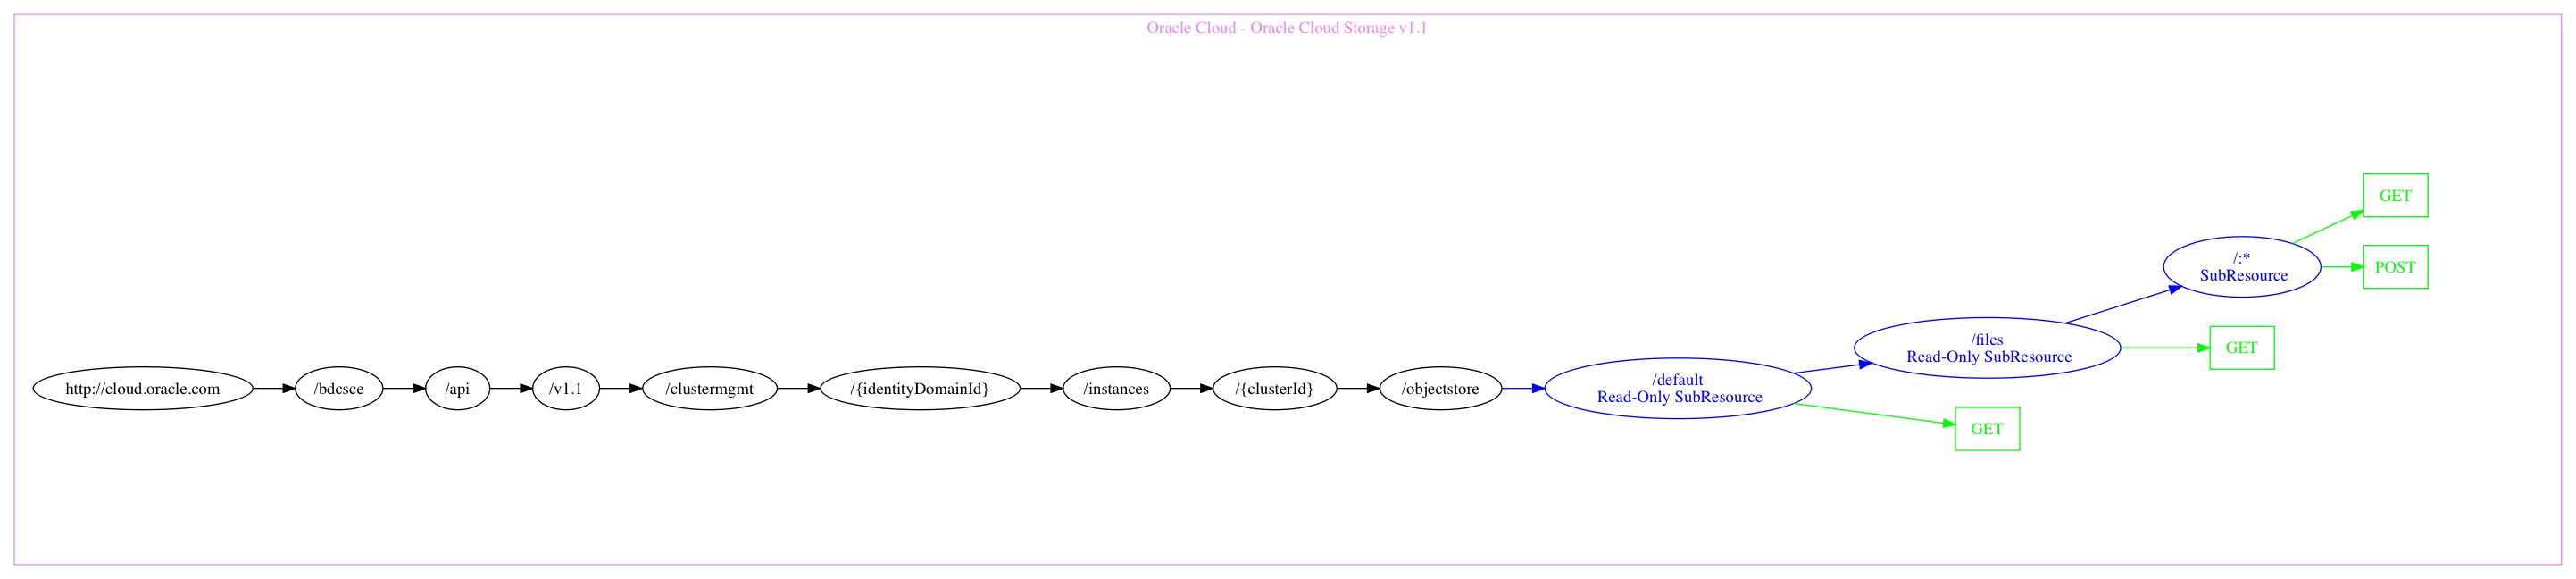 Oracle Cloud - Oracle Cloud Storage v1.1
http://cloud.oracle.com
/bdcsce
/api
/v1.1
/clustermgmt
/{identityDomainId}
/instances
/{clusterId}
/objectstore
/default
Read-Only SubResource
/files
Read-Only SubResource
/:*
SubResource
GET
POST
GET
GET